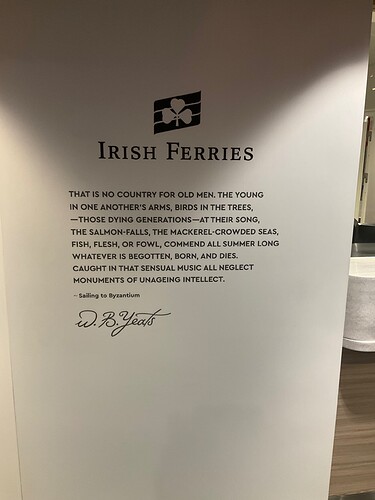 IRISH FERRIES
THAT IS NO COUNTRY FOR OLD MEN. THE YOUNG
IN ONE ANOTHER'S ARMS, BIRDS IN THE TREES,
—THOSE DYING GENERATIONS—AT THEIR SONG,
THE SALMON-FALLS, THE MACKEREL-CROWDED SEAS,
FISH, FLESH, OR FOWL, COMMEND ALL SUMMER LONG
WHATEVER IS BEGOTTEN, BORN, AND DIES.
CAUGHT IN THAT SENSUAL MUSIC ALL NEGLECT
MONUMENTS OF UNAGEING INTELLECT.
~ Sailing to Byzantium
W. B. Yeats